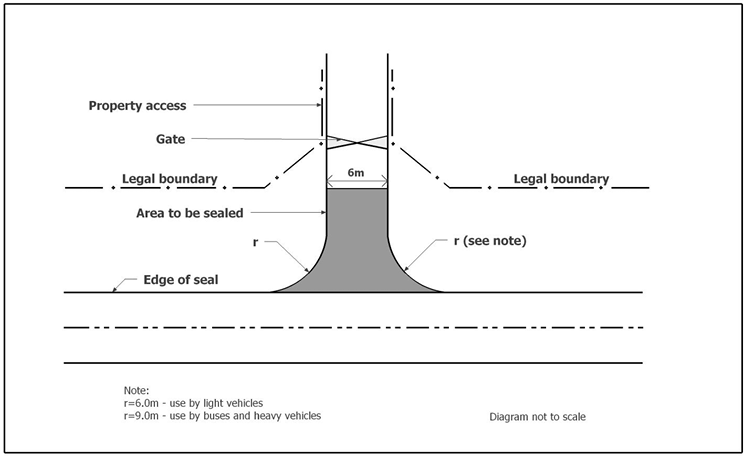 Property access
Gate
6m
Legal boundary
Legal boundary
Area to be sealed
r
r (see note)
Edge of seal
Note:
r=6.0m - use by light vehicles
r=9.0m - use by buses and heavy vehicles
Diagram not to scale